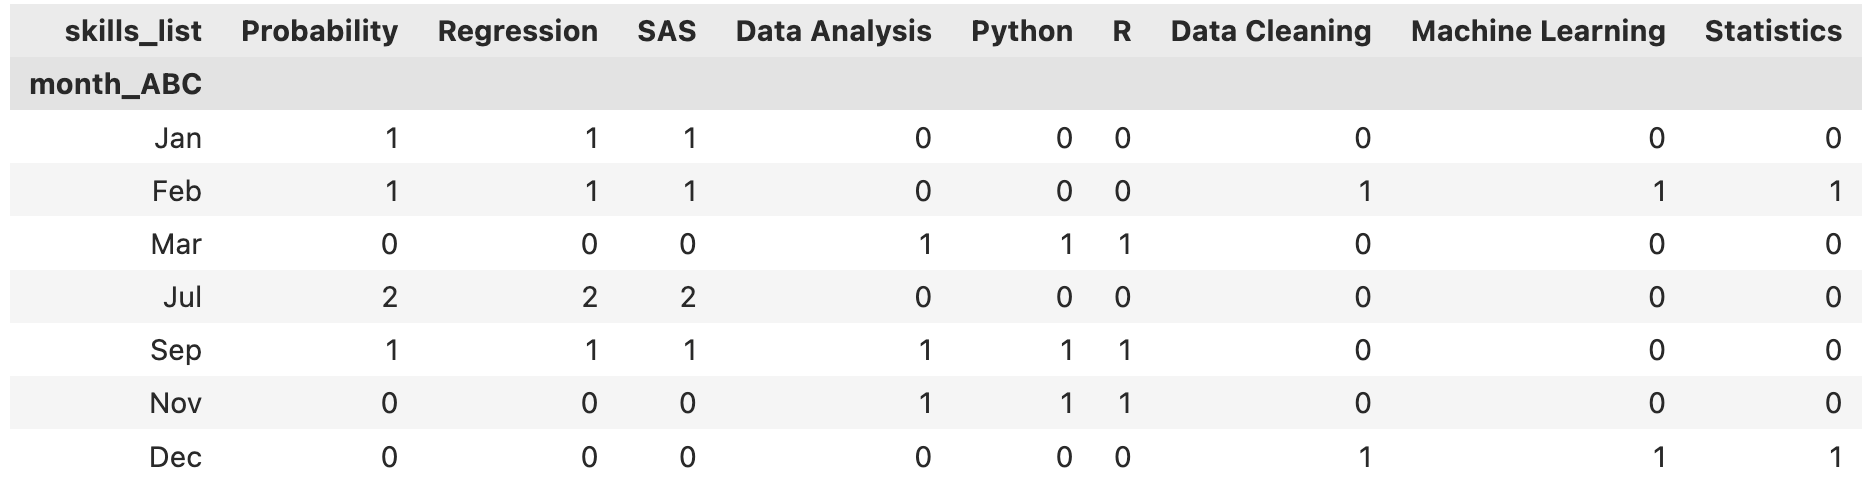 skills_list Probability Regression SAS Data Analysis Python R Data Cleaning Machine Learning Statistics
month_ABC
Jan 1 1 1 0 0 0 0 0 0
Feb 1 1 1 0 0 0 1 1 1
Mar 0 0 0 1 1 1 0 0 0
Jul 2 2 2 0 0 0 0 0 0
Sep 1 1 1 1 1 1 0 0 0
Nov 0 0 0 1 1 1 0 0 0
Dec 0 0 0 0 0 0 1 1 1